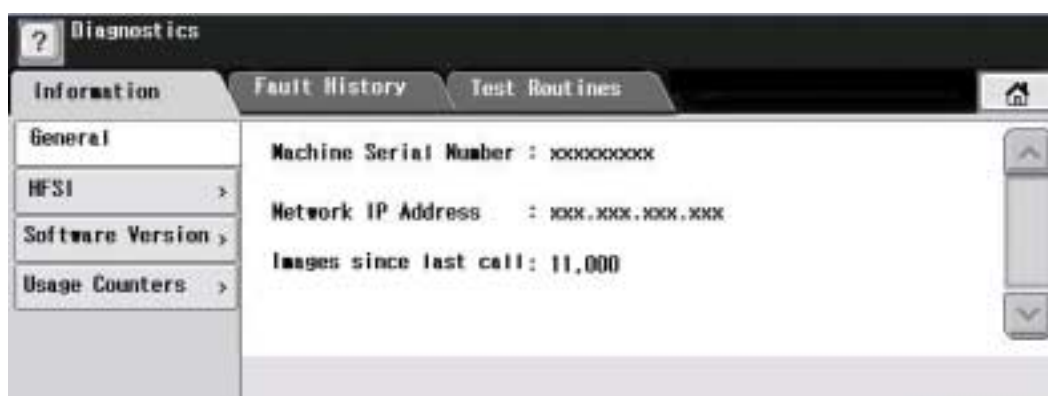 ? Diagnostics
Information Fault History Test Routines
General
HFSI >
Software Version >
Usage Counters >
Machine Serial Number : xxxxxxxxx
Network IP Address : xxx.xxx.xxx.xxx
Images since last call: 11,000